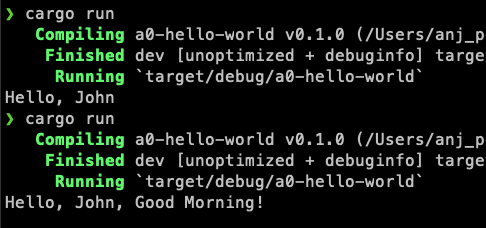 ❯ cargo run
Compiling a0-hello-world v0.1.0 (/Users/anj_p
Finished dev [unoptimized + debuginfo] targe
Running `target/debug/a0-hello-world`
Hello, John
❯ cargo run
Compiling a0-hello-world v0.1.0 (/Users/anj_p
Finished dev [unoptimized + debuginfo] targe
Running `target/debug/a0-hello-world`
Hello, John, Good Morning!